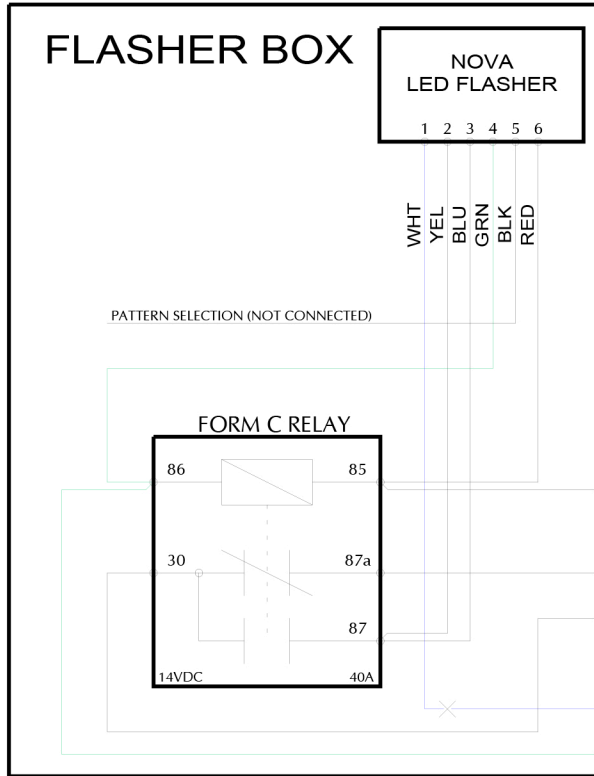 FLASHER BOX
NOVA
LED FLASHER
1 2 3 4 5 6
WHT
YEL
BLU
GRN
BLK
RED
PATTERN SELECTION (NOT CONNECTED)
FORM C RELAY
86 85
30 87a
87
14VDC 40A